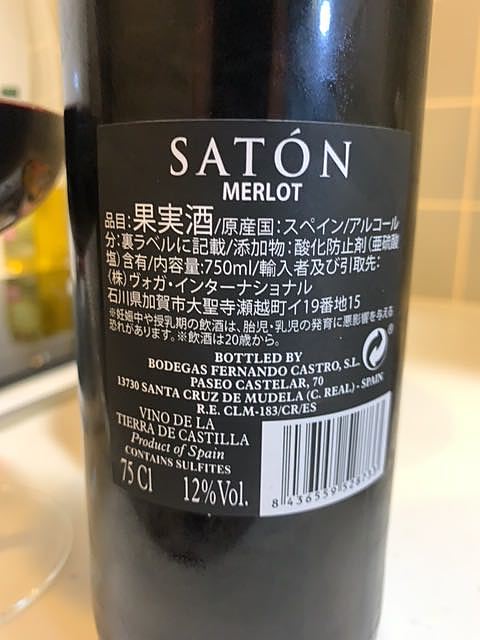 SATÓN
MERLOT
品目:果実酒/原産国:スペイン/アルコール
分:裏ラベルに記載/添加物:酸化防止剤(亜硫酸
塩)含有/内容量:750ml/輸入者及び引取先:
(株)ヴォガ・インターナショナル
石川県加賀市大聖寺瀬越町イ19番地15
※妊娠中や授乳期の飲酒は、胎児・乳児の発育に悪影響を与える
恐れがあります。※飲酒は20歳から。
BOTTLED BY
BODEGAS FERNANDO CASTRO, S.L.
PASEO CASTELAR, 70
13730 SANTA CRUZ DE MUDELA (C. REAL) - SPAIN
R.E. CLM-183/CR/ES
VINO DE LA
TIERRA DE CASTILLA
Product of Spain
CONTAINS SULFITES
75 Cl 12%Vol.